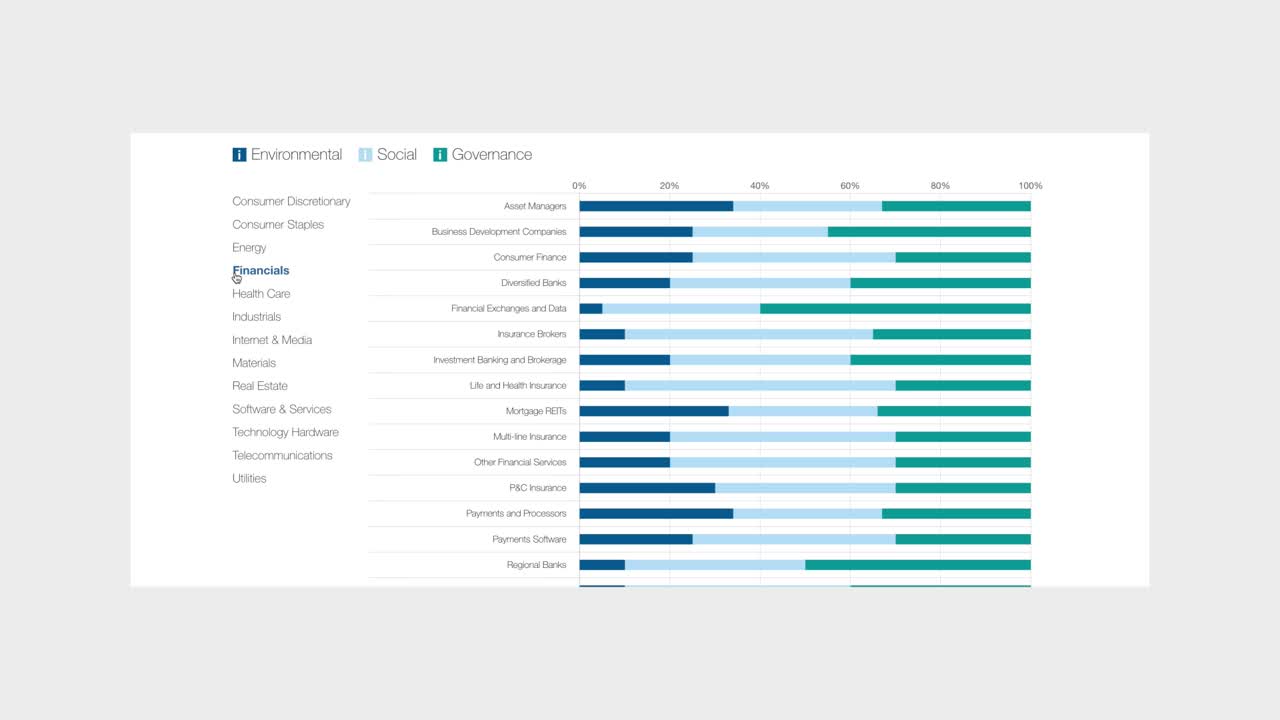 i Environmental i Social i Governance
0% 20% 40% 60% 80% 100%
Consumer Discretionary
Consumer Staples
Energy
Financials
Health Care
Industrials
Internet & Media
Materials
Real Estate
Software & Services
Technology Hardware
Telecommunications
Utilities
Asset Managers
Business Development Companies
Consumer Finance
Diversified Banks
Financial Exchanges and Data
Insurance Brokers
Investment Banking and Brokerage
Life and Health Insurance
Mortgage REITs
Multi-line Insurance
Other Financial Services
P&C Insurance
Payments and Processors
Payments Software
Regional Banks